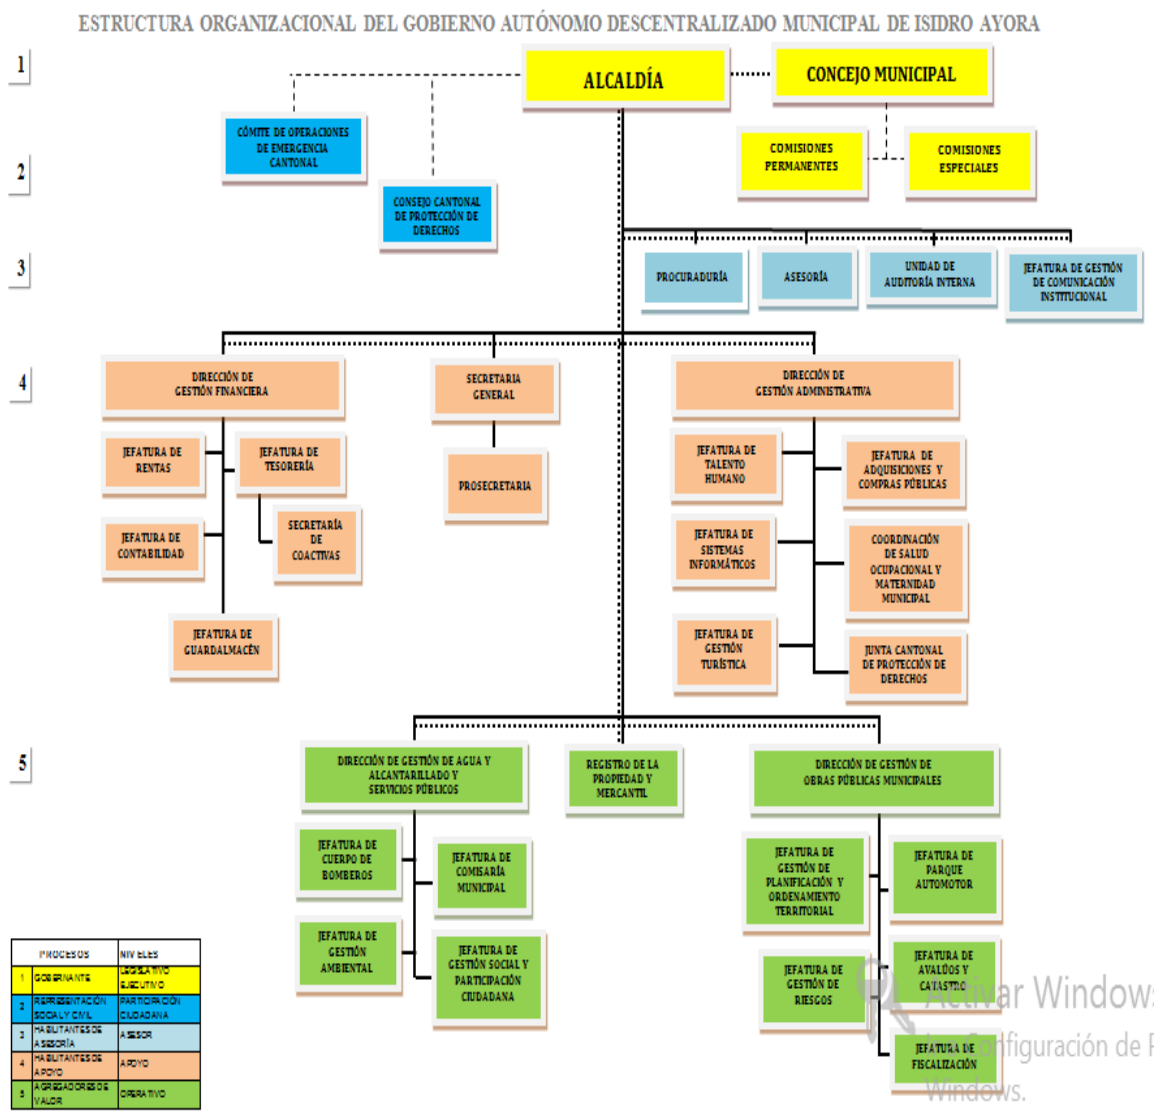 ESTRUCTURA ORGANIZACIONAL DEL GOBIERNO AUTÓNOMO DESCENTRALIZADO MUNICIPAL DE ISIDRO AYORA
1
ALCALDÍA
CONCEJO MUNICIPAL
CÓMITE DE OPERACIONES
DE EMERGENCIA
CANTONAL
COMISIONES
PERMANENTES
COMISIONES
ESPECIALES
2
CONSEJO CANTONAL
DE PROTECCIÓN DE
DERECHOS
3
PROCURADURÍA
ASESORÍA
UNIDAD DE
AUDITORÍA INTERNA
JEFATURA DE GESTIÓN
DE COMUNICACIÓN
INSTITUCIONAL
4
DIRECCIÓN DE
GESTIÓN FINANCIERA
SECRETARIA
GENERAL
DIRECCIÓN DE
GESTIÓN ADMINISTRATIVA
JEFATURA DE
RENTAS
JEFATURA DE
TESORERÍA
PROSECRETARIA
JEFATURA DE
TALENTO
HUMANO
JEFATURA DE
ADQUISICIONES Y
COMPRAS PÚBLICAS
JEFATURA DE
CONTABILIDAD
SECRETARÍA
DE
COACTIVAS
JEFATURA DE
SISTEMAS
INFORMÁTICOS
COORDINACIÓN
DE SALUD
OCUPACIONAL Y
MATERNIDAD
MUNICIPAL
JEFATURA DE
GUARDALMACÉN
JEFATURA DE
GESTIÓN
TURÍSTICA
JUNTA CANTONAL
DE PROTECCIÓN DE
DERECHOS
5
DIRECCIÓN DE GESTIÓN DE AGUA Y
ALCANTARILLADO Y
SERVICIOS PÚBLICOS
REGISTRO DE LA
PROPIEDAD Y
MERCANTIL
DIRECCIÓN DE GESTIÓN DE
OBRAS PÚBLICAS MUNICIPALES
JEFATURA DE
CUERPO DE
BOMBEROS
JEFATURA DE
COMISARÍA
MUNICIPAL
JEFATURA DE
GESTIÓN DE
PLANIFICACIÓN Y
ORDENAMIENTO
TERRITORIAL
JEFATURA DE
PARQUE
AUTOMOTOR
JEFATURA DE
GESTIÓN
AMBIENTAL
JEFATURA DE
GESTIÓN SOCIAL Y
PARTICIPACIÓN
CIUDADANA
JEFATURA DE
GESTIÓN DE
RIESGOS
JEFATURA DE
AVALÚOS Y
CATASTRO
JEFATURA DE
FISCALIZACIÓN
PROCESOS NIVELES
1 GOBERNANTE LEGISLATIVO
EJECUTIVO
2 REPRESENTACIÓN
SOCIAL Y CIVIL PARTICIPACIÓN
CIUDADANA
3 HABILITANTES DE
ASESORÍA ASESOR
4 HABILITANTES DE
APOYO APOYO
5 AGREGADORES DE
VALOR OPERATIVO
Activar Windows
Configuración de P
Windows.